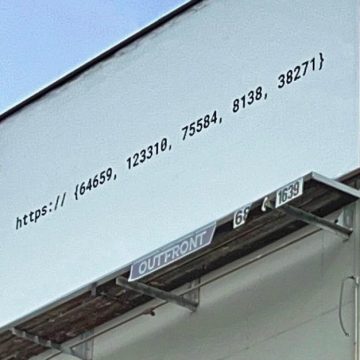 https:// {64659, 123310, 75584, 8138, 38271}
OUTFRONT
1639